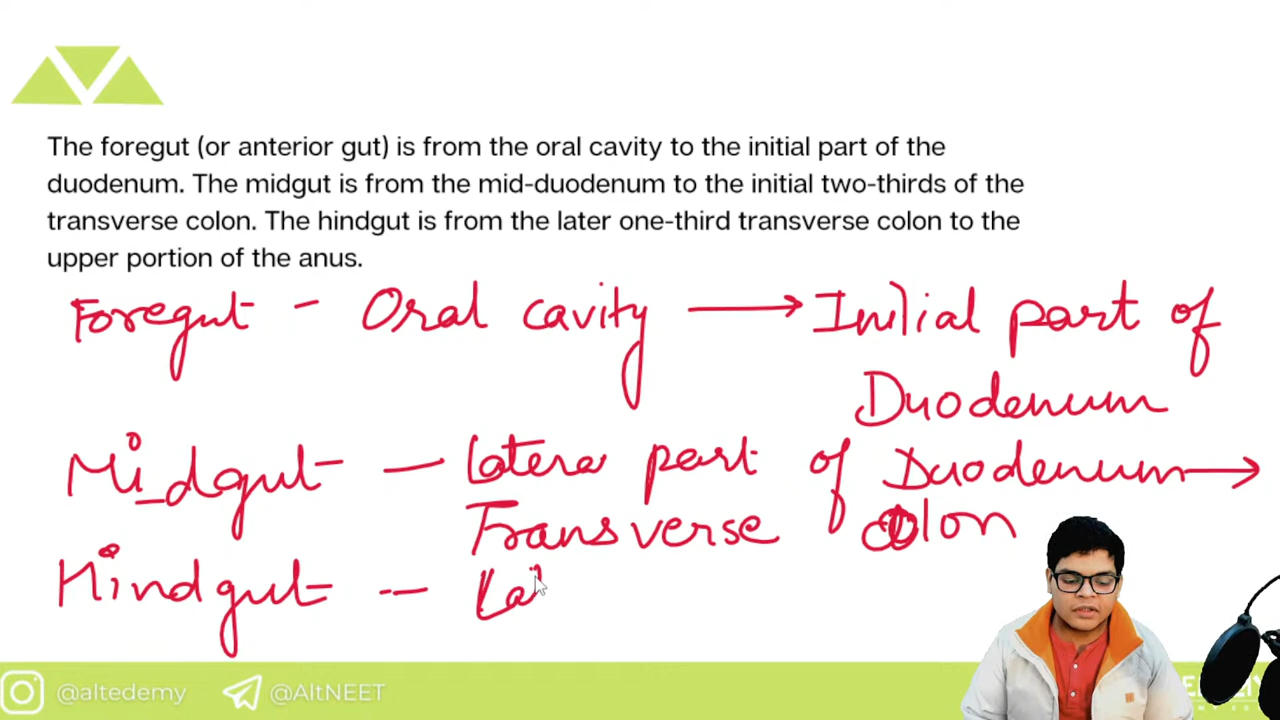 The foregut (or anterior gut) is from the oral cavity to the initial part of the
duodenum. The midgut is from the mid-duodenum to the initial two-thirds of the
transverse colon. The hindgut is from the later one-third transverse colon to the
upper portion of the anus.
Foregut - Oral cavity → Initial part of
Duodenum
Midgut - Latera part of Duodenum →
Transverse Colon
Hindgut - La
@altedemy @AltNEET